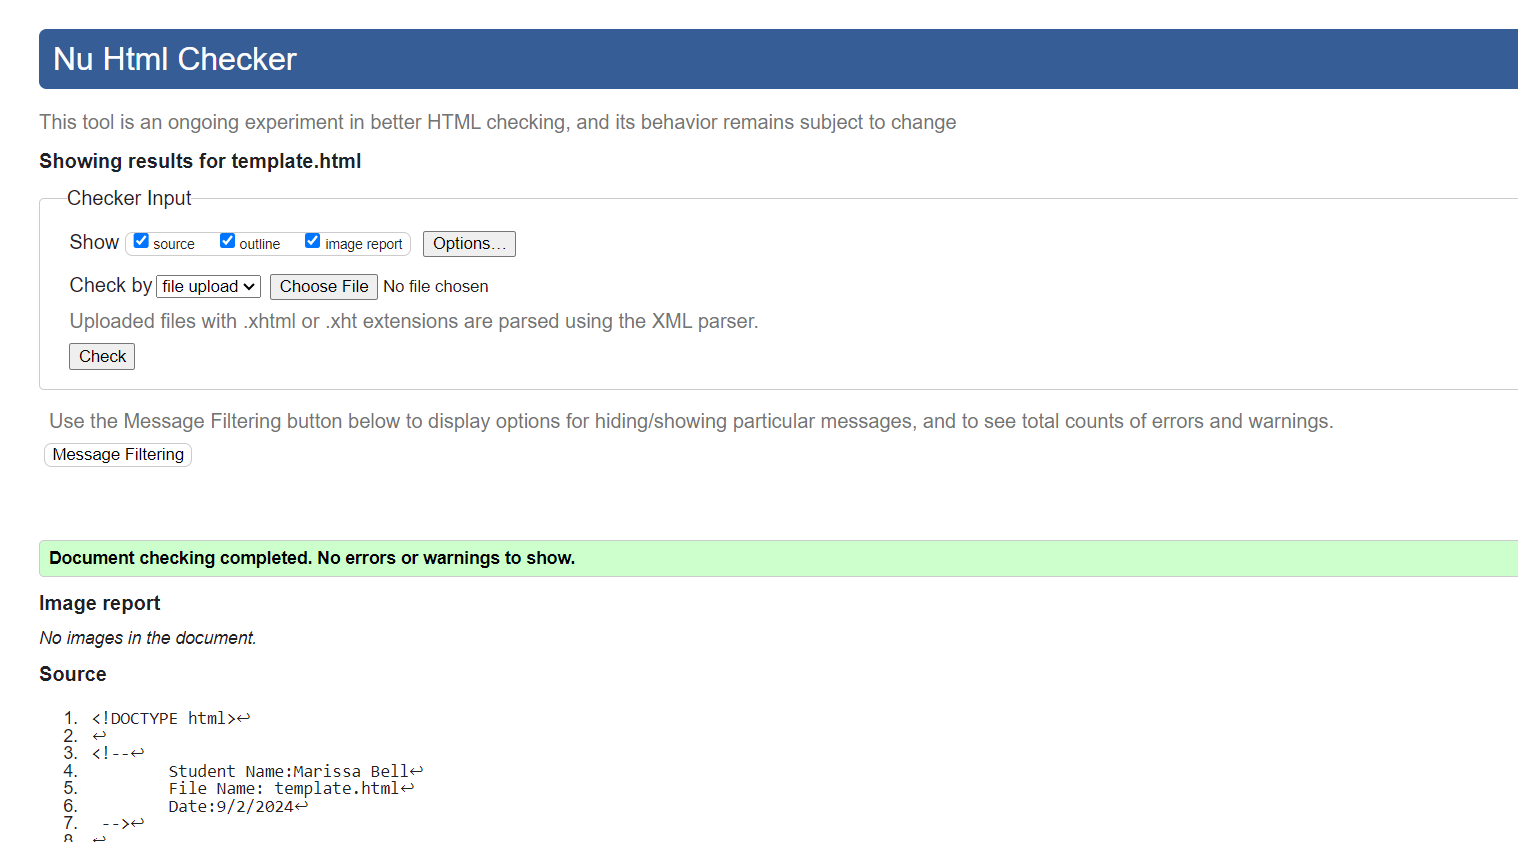 Nu Html Checker
This tool is an ongoing experiment in better HTML checking, and its behavior remains subject to change
Showing results for template.html
Checker Input
Show source outline image report Options…
Check by file upload Choose File No file chosen
Uploaded files with .xhtml or .xht extensions are parsed using the XML parser.
Check
Use the Message Filtering button below to display options for hiding/showing particular messages, and to see total counts of errors and warnings.
Message Filtering
Document checking completed. No errors or warnings to show.
Image report
No images in the document.
Source
1. <!DOCTYPE html>↩
2. ↩
3. <!--↩
4. Student Name:Marissa Bell↩
5. File Name: template.html↩
6. Date:9/2/2024↩
7. -->↩
8. ↩